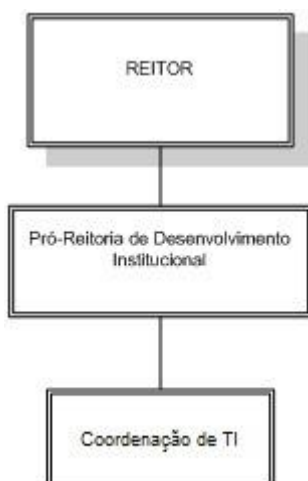 REITOR
Pró-Reitoria de Desenvolvimento
Institucional
Coordenação de TI